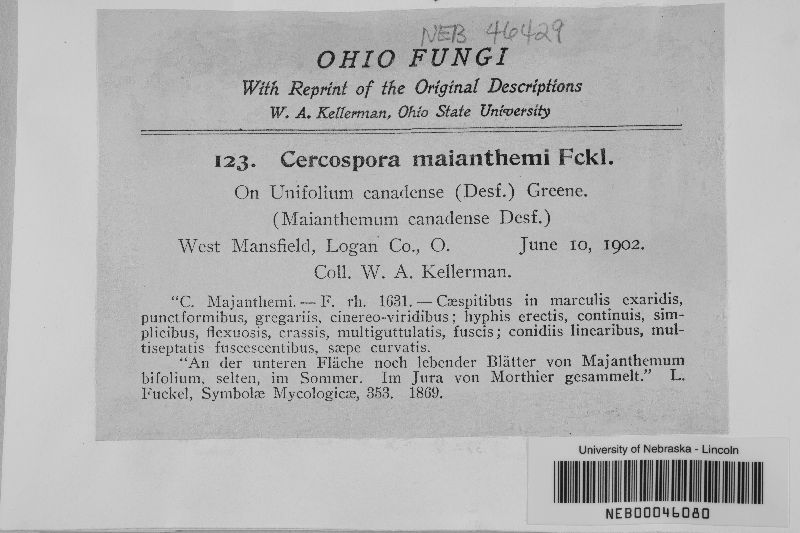 NEB 46429
OHIO FUNGI
With Reprint of the Original Descriptions
W. A. Kellerman, Ohio State University
123. Cercospora maianthemi Fckl.
On Unifolium canadense (Desf.) Greene.
(Maianthemum canadense Desf.)
West Mansfield, Logan Co., O. June 10, 1902.
Coll. W. A. Kellerman.
"C. Majanthemi. — F. rh. 1631. — Cæspitibus in marculis exaridis,
punctformibus, gregariis, cinereo-viridibus; hyphis erectis, continuis, sim-
plicibus, flexuosis, crassis, multiguttulatis, fuscis; conidiis linearibus, mul-
tiseptatis fuscescentibus, sæpe curvatis.
"An der unteren Fläche noch lebender Blätter von Majanthemum
bifolium, selten, im Sommer. Im Jura von Morthier gesammelt." L.
Fuckel, Symbolæ Mycologicæ, 353. 1869.
University of Nebraska - Lincoln
NEB00046080